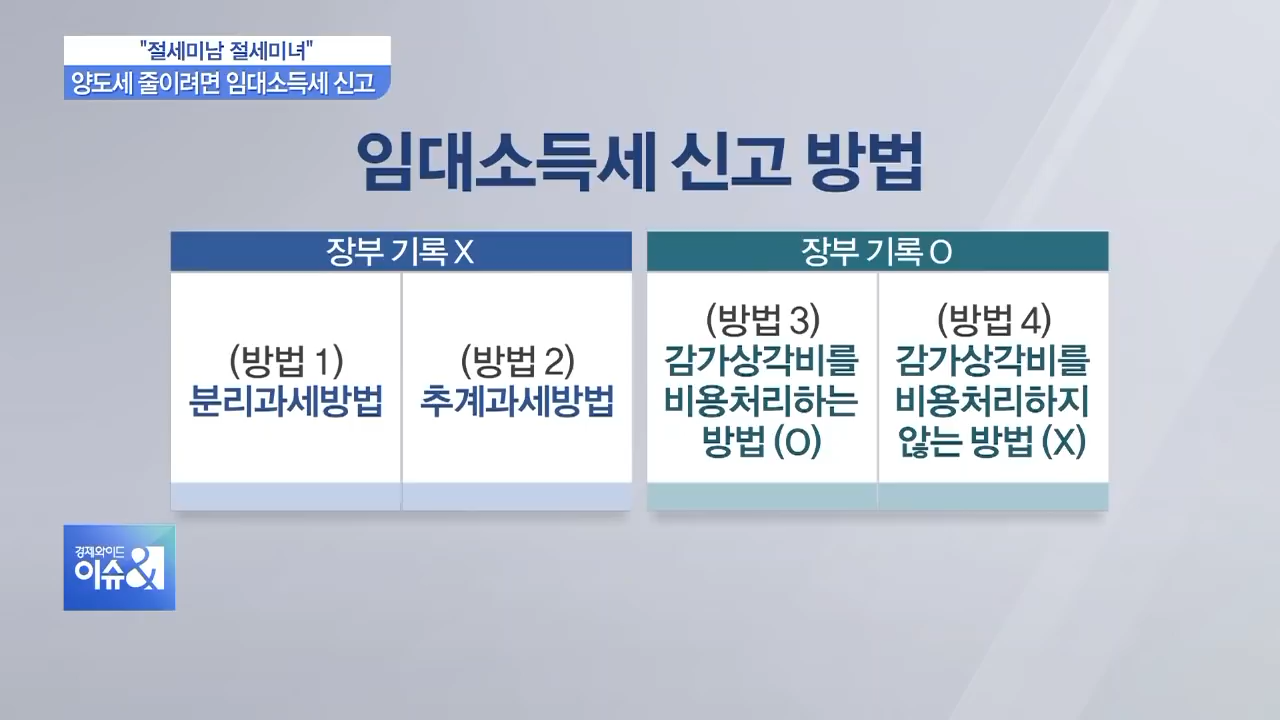 "절세미남 절세미녀"
양도세 줄이려면 임대소득세 신고
임대소득세 신고 방법
장부 기록 X
(방법 1)
분리과세방법
(방법 2)
추계과세방법
장부 기록 O
(방법 3)
감가상각비를
비용처리하는
방법 (O)
(방법 4)
감가상각비를
비용처리하지
않는 방법 (X)
경제와이드
이슈&